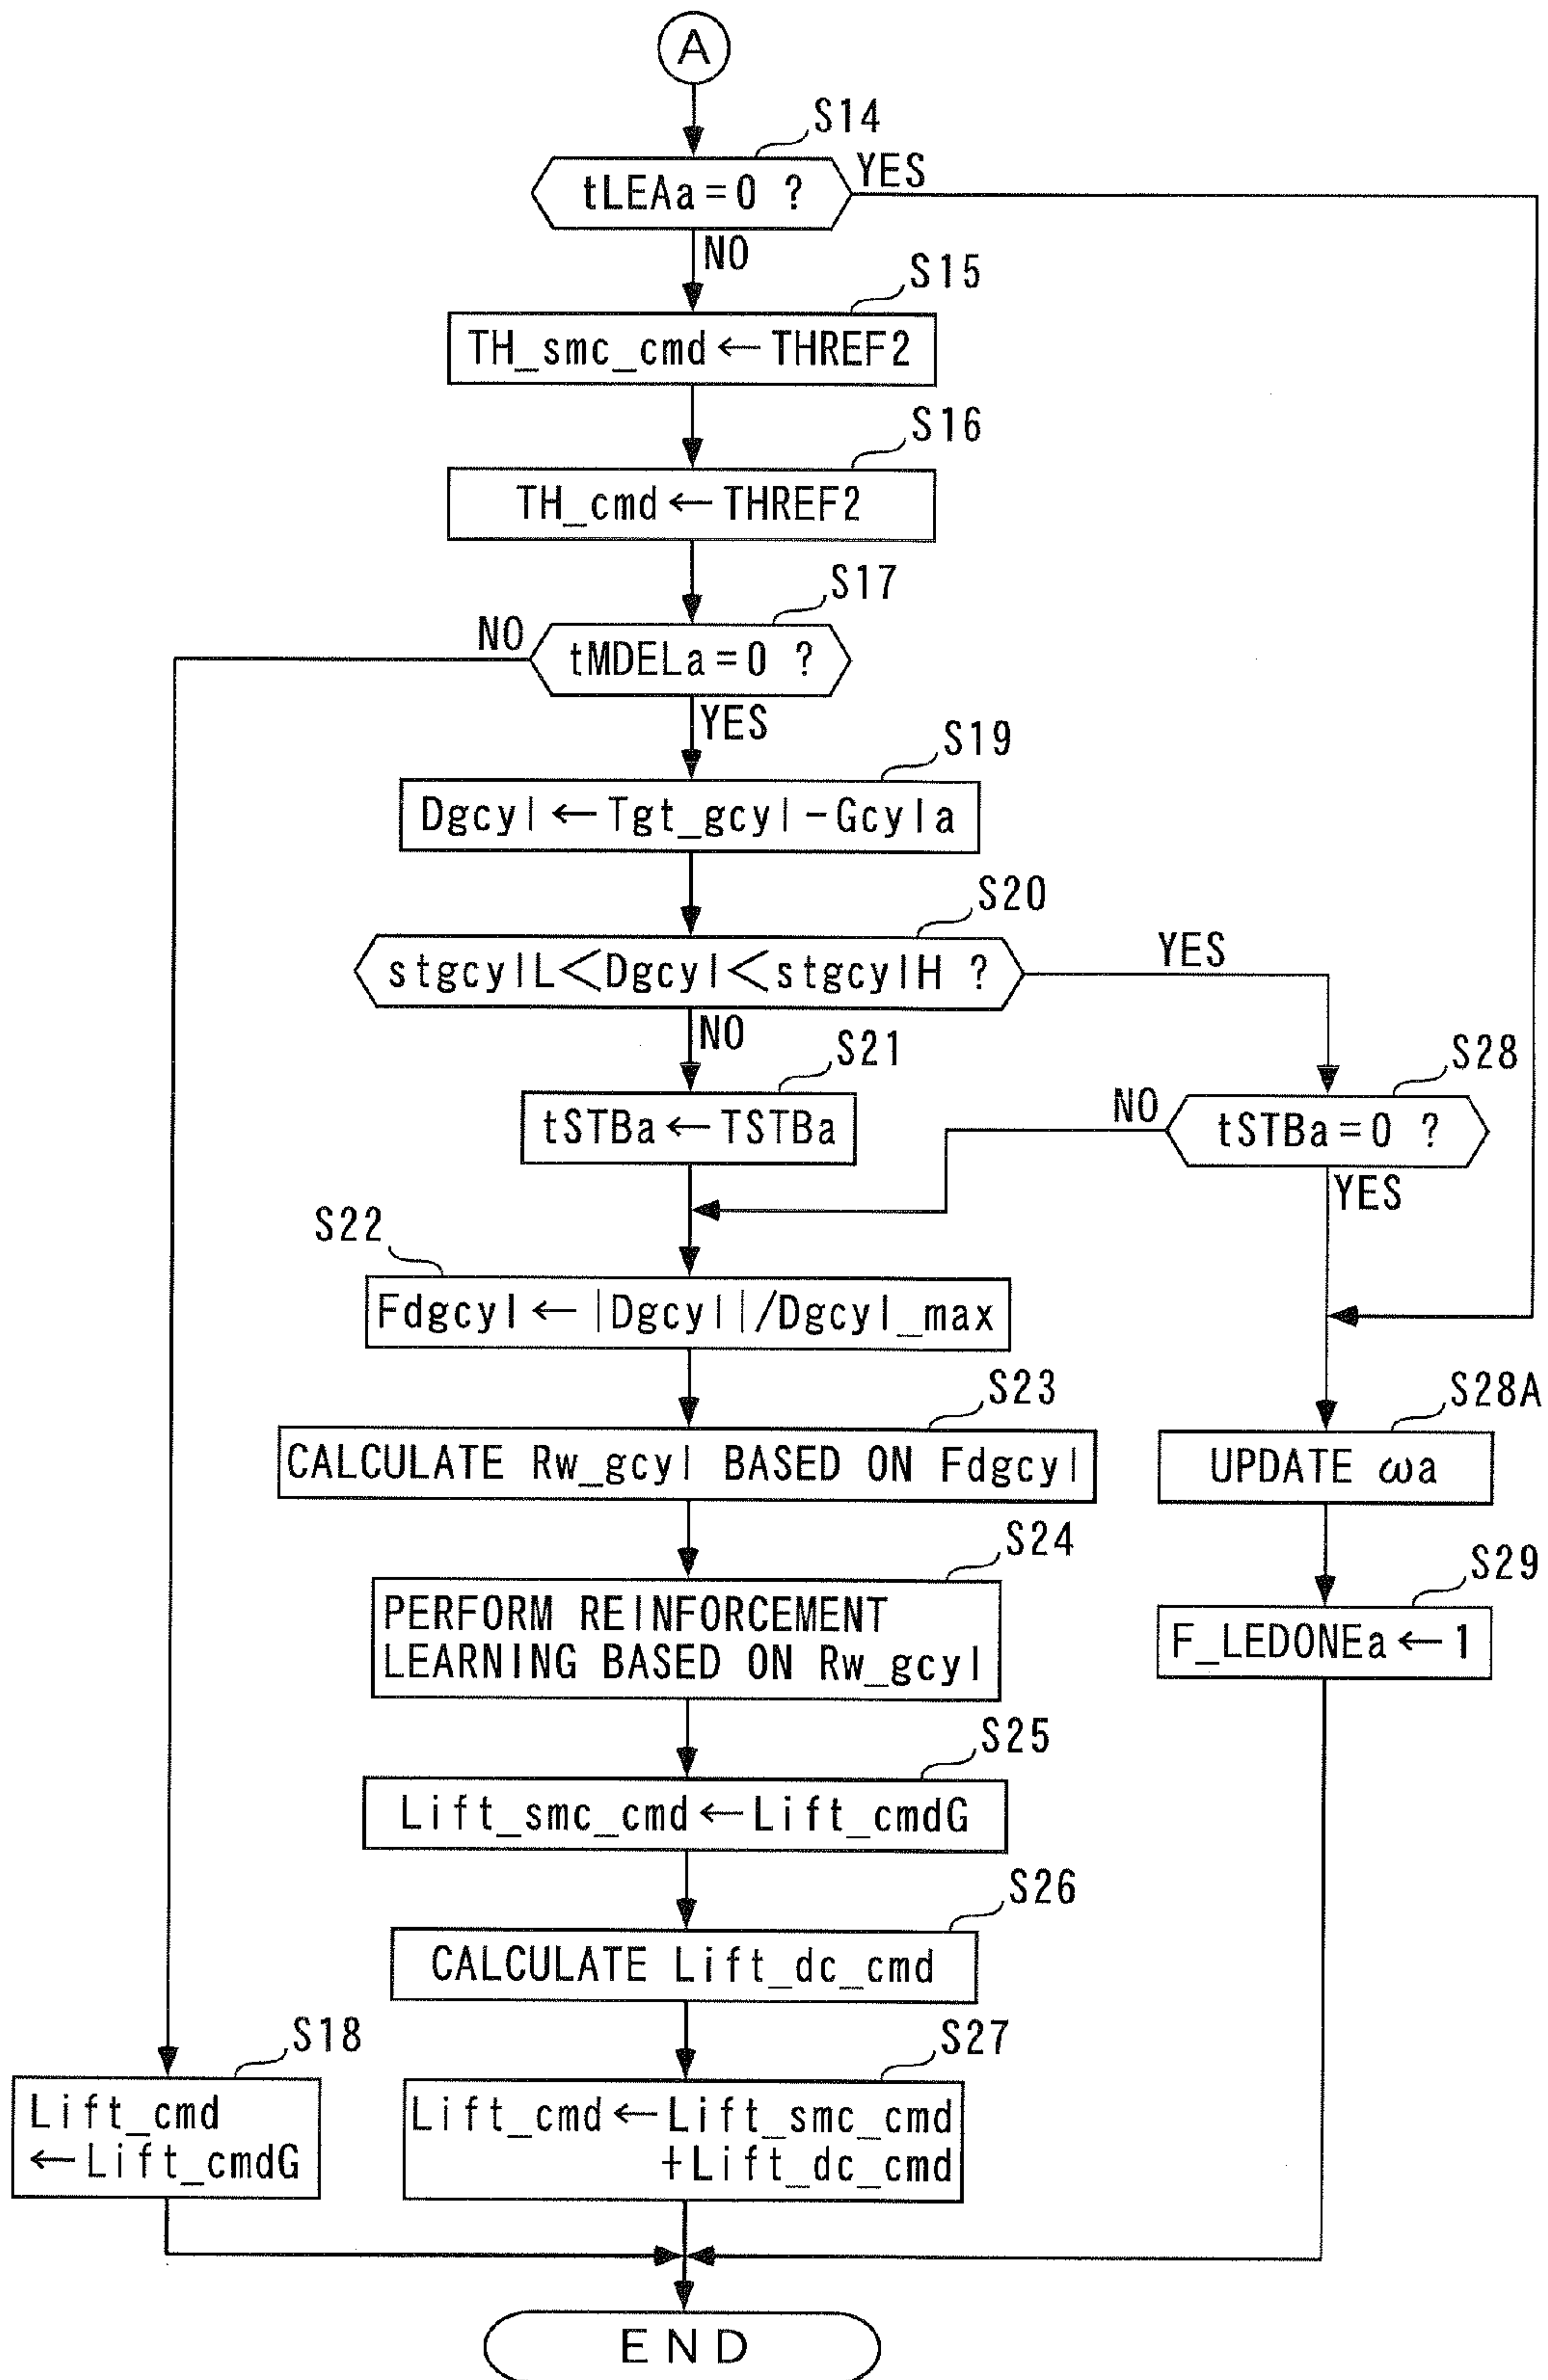 A
S14
tLEAa=0 ?
YES
NO
S15
TH_smc_cmd←THREF2
S16
TH_cmd←THREF2
S17
NO
tMDELa=0 ?
YES
S19
Dgcyl←Tgt_gcyl-Gcyla
S20
stgcylL<Dgcyl<stgcylH ?
YES
NO
S21
tSTBa←TSTBa
S28
NO
tSTBa=0 ?
YES
S22
Fdgcyl←|Dgcyl|/Dgcyl_max
S23
CALCULATE Rw_gcyl BASED ON Fdgcyl
S28A
UPDATE ωa
S24
PERFORM REINFORCEMENT
LEARNING BASED ON Rw_gcyl
S29
F_LEDONEa←1
S25
Lift_smc_cmd←Lift_cmdG
S26
CALCULATE Lift_dc_cmd
S18
Lift_cmd
←Lift_cmdG
S27
Lift_cmd←Lift_smc_cmd
+Lift_dc_cmd
END